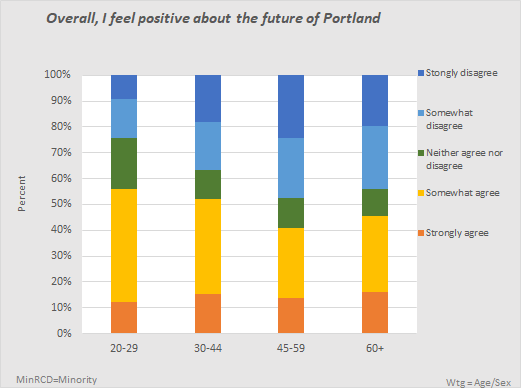 Overall, I feel positive about the future of Portland
100%
90%
80%
70%
60%
50%
40%
30%
20%
10%
0%
Percent
20-29
30-44
45-59
60+
Stongly disagree
Somewhat
disagree
Neither agree nor
disagree
Somewhat agree
Strongly agree
MinRCD=Minority
Wtg = Age/Sex